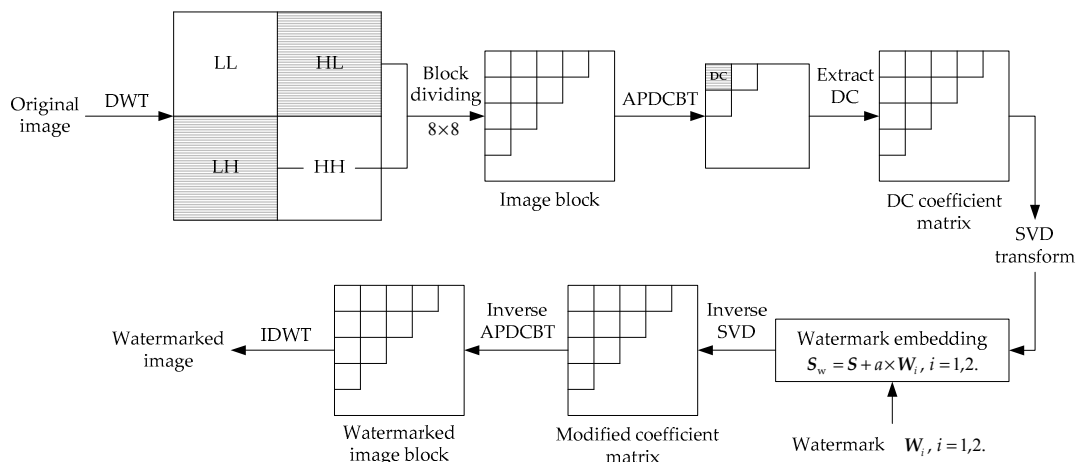 Original
image
DWT
LL
HL
LH
HH
Block
dividing
8×8
Image block
APDCBT
DC
Extract
DC
DC coefficient
matrix
SVD
transform
Watermark embedding
S_w = S + a × W_i, i = 1,2.
Watermark W_i, i = 1,2.
Inverse
SVD
Modified coefficient
matrix
Inverse
APDCBT
Watermarked
image block
IDWT
Watermarked
image